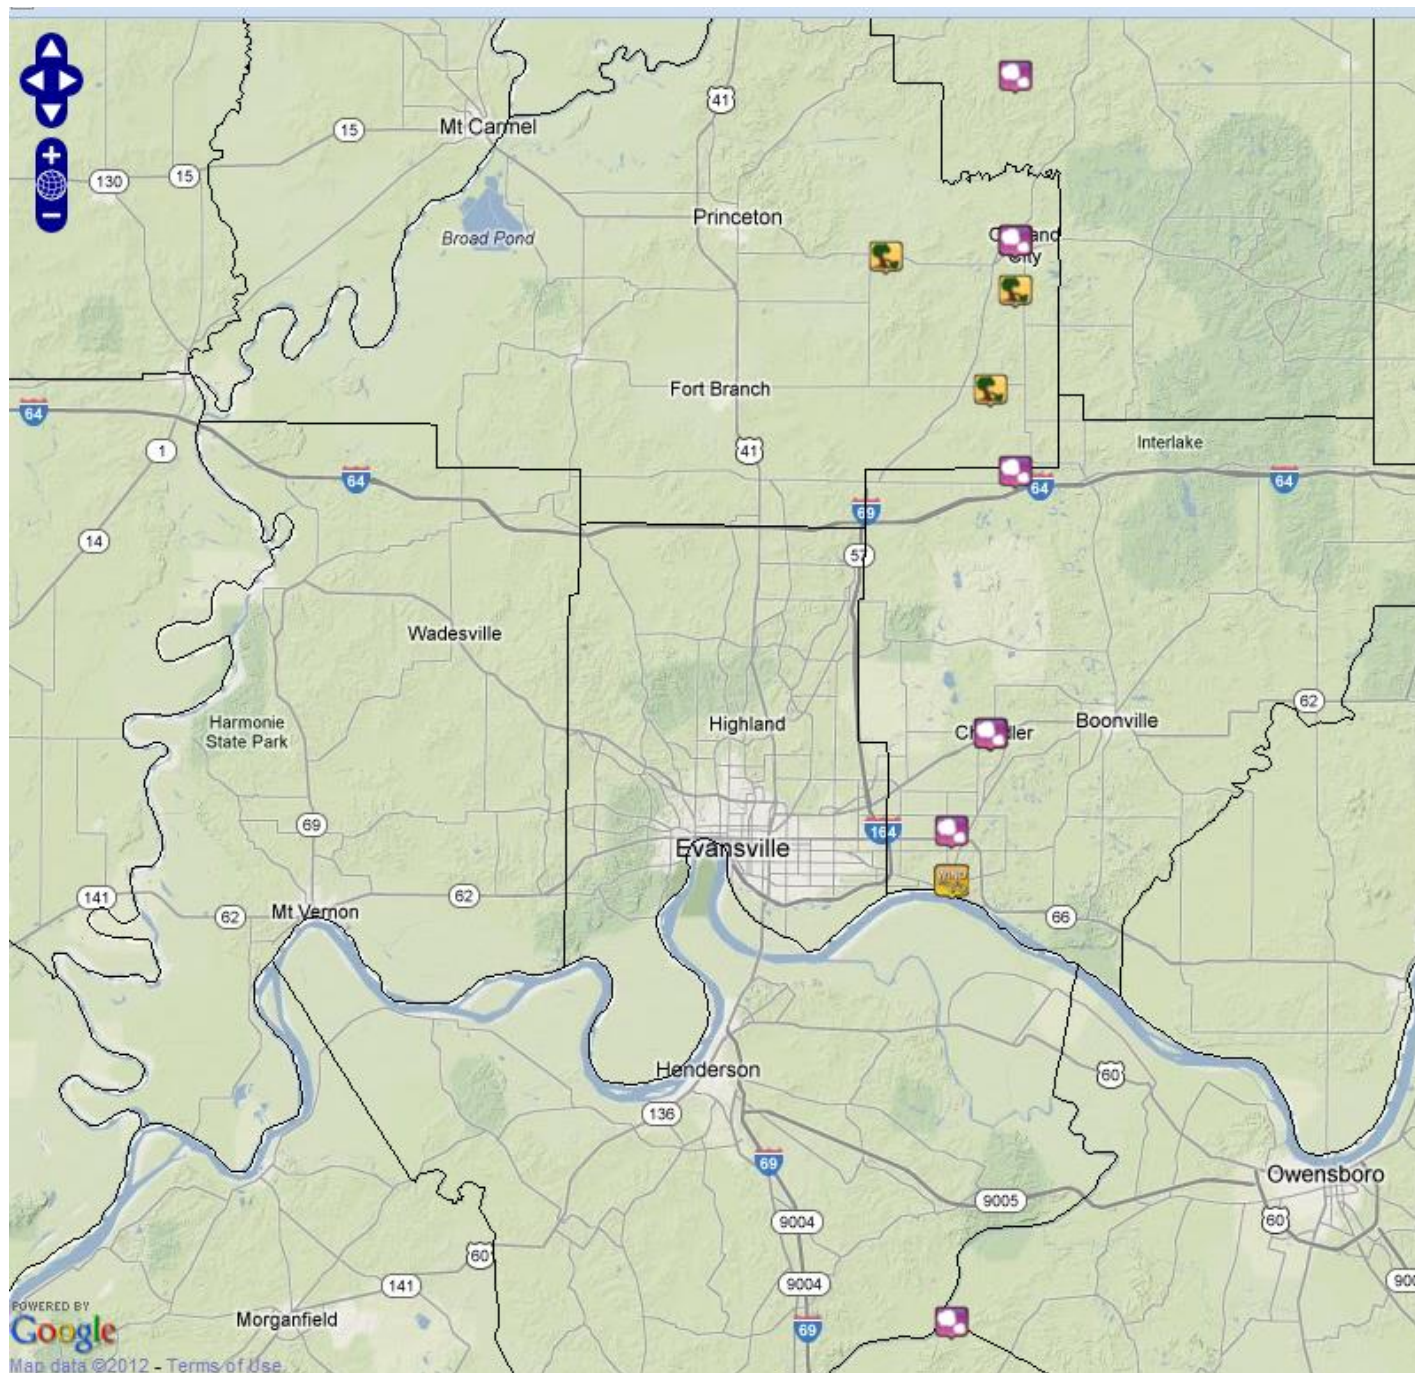 41
15
Mt Carmel
130
15
Princeton
Broad Pond
City
Fort Branch
64
1
41
Interlake
64
64
64
69
14
57
Wadesville
62
Harmonie
State Park
Highland
Boonville
69
164
Evansville
WIND
141
62
62
Mt Vernon
66
Henderson
60
136
69
Owensboro
9005
9004
60
60
141
9004
POWERED BY
Google
Morganfield
69
Map data ©2012 - Terms of Use.